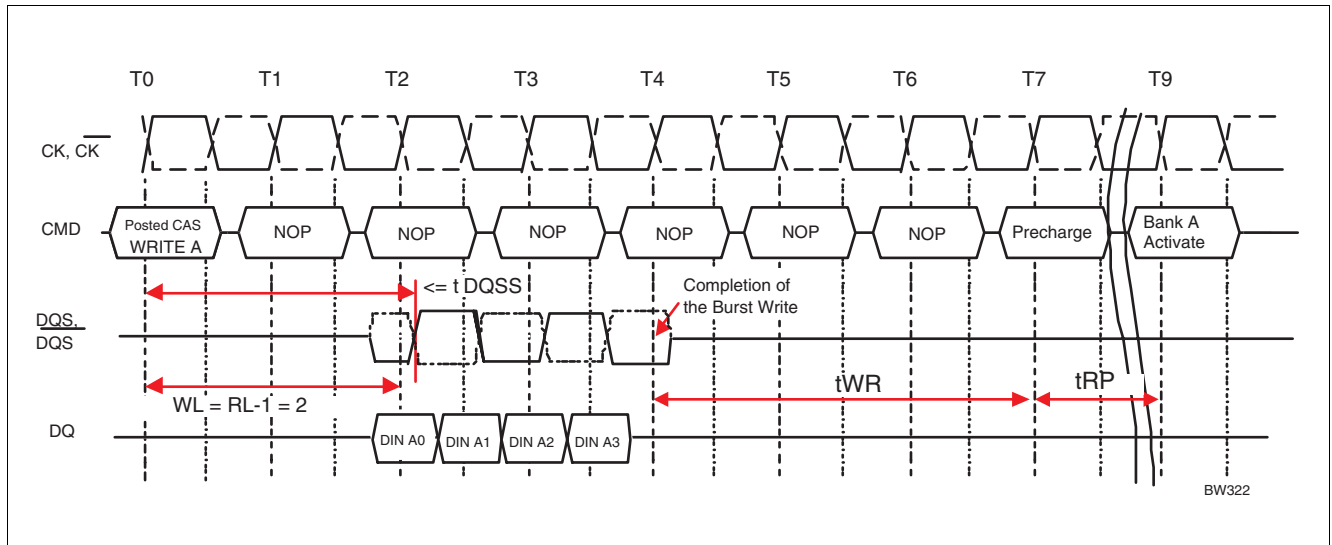 T0 T1 T2 T3 T4 T5 T6 T7 T9
CK, CK
CMD
Posted CAS
WRITE A
NOP
NOP
NOP
NOP
NOP
NOP
Precharge
Bank A
Activate
<= t DQSS
Completion of
the Burst Write
DQS,
DQS
WL = RL-1 = 2
tWR
tRP
DQ
DIN A0
DIN A1
DIN A2
DIN A3
BW322